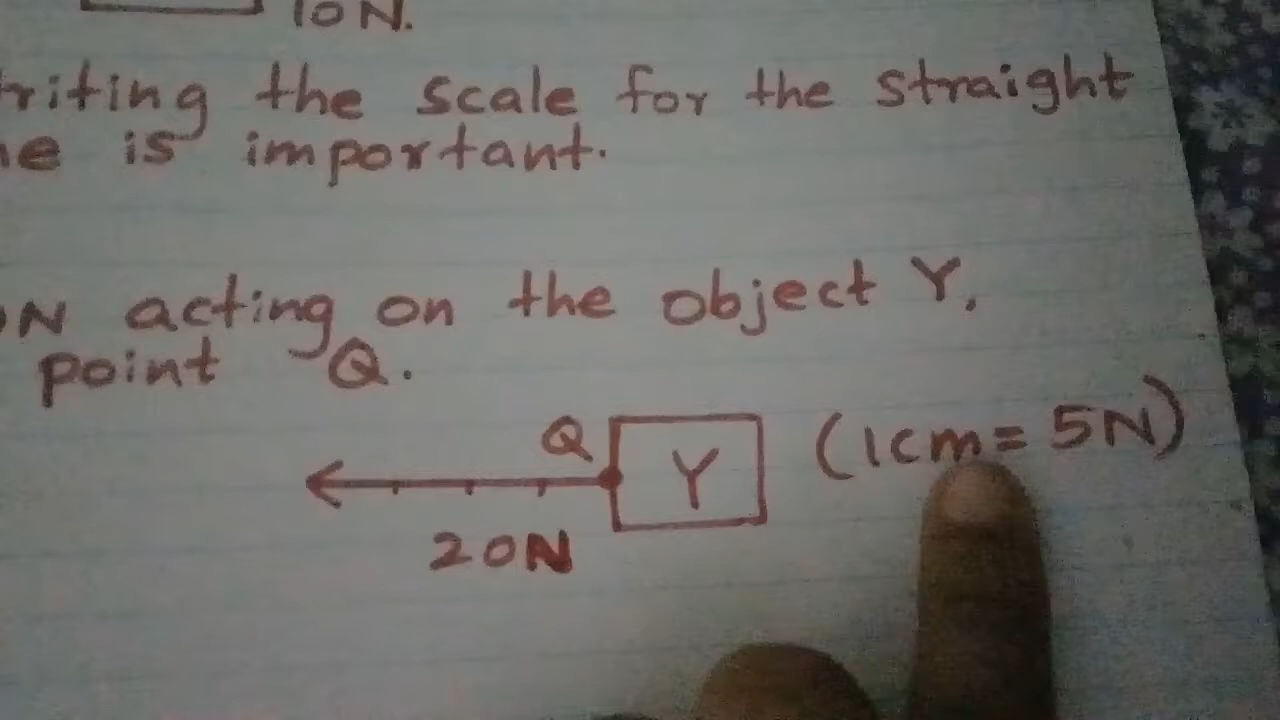 10N.
riting the scale for the straight
is important.
N acting on the object Y.
point Q.
Q Y (1cm= 5N)
20N